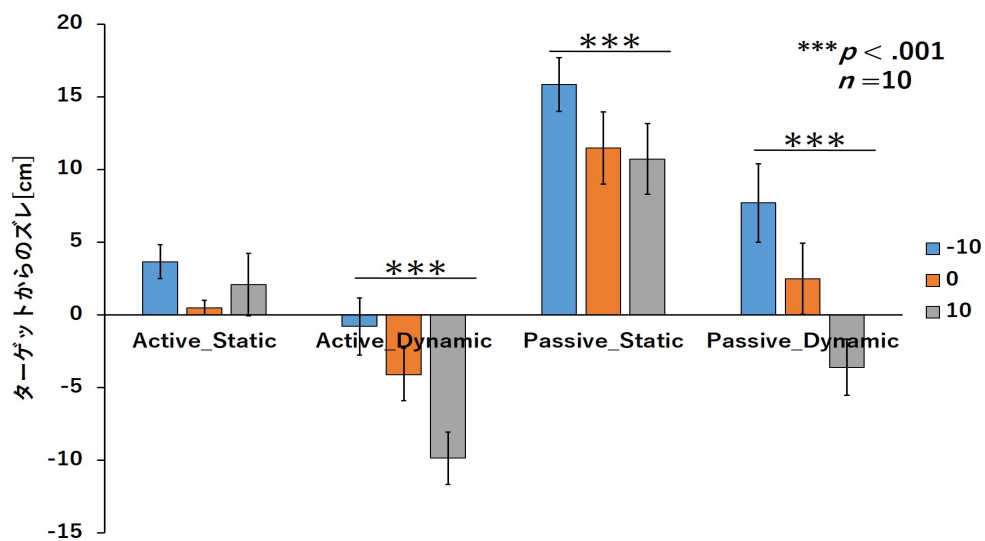 20
15
10
5
0
-5
-10
-15
ターゲットからのズレ[cm]
***
***
***
***p < .001
n =10
Active_Static
Active_Dynamic
Passive_Static
Passive_Dynamic
-10
0
10